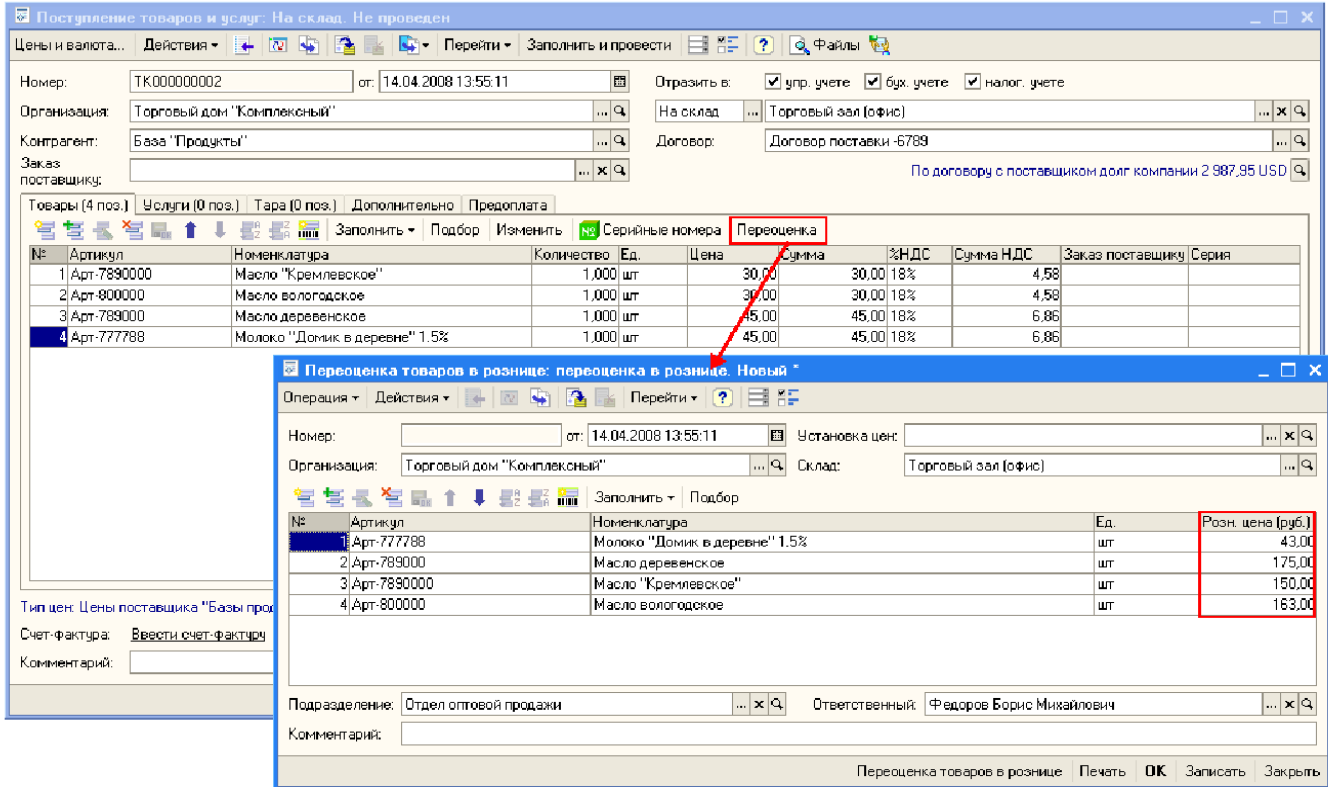 Поступление товаров и услуг: На склад. Не проведен
Цены и валюта... Действия Перейти Заполнить и провести ? Файлы
Номер: ТК000000002 от: 14.04.2008 13:55:11 Отразить в: упр. учете бух. учете налог. учете
Организация: Торговый дом "Комплексный" ... На склад ... Торговый зал (офис) ... x
Контрагент: База "Продукты" ... Договор: Договор поставки -6789 ...
Заказ
поставщику: ... x По договору с поставщиком долг компании 2 987,95 USD
Товары (4 поз.) Услуги (0 поз.) Тара (0 поз.) Дополнительно Предоплата
Заполнить Подбор Изменить № Серийные номера Переоценка
№ Артикул Номенклатура Количество Ед. Цена Сумма %НДС Сумма НДС Заказ поставщику Серия
1 Арт-7890000 Масло "Кремлевское" 1,000 шт 30,00 30,00 18% 4,58
2 Арт-800000 Масло вологодское 1,000 шт 30,00 30,00 18% 4,58
3 Арт-789000 Масло деревенское 1,000 шт 45,00 45,00 18% 6,86
4 Арт-777788 Молоко "Домик в деревне" 1.5% 1,000 шт 45,00 45,00 18% 6,86
Переоценка товаров в рознице: переоценка в рознице. Новый *
Операция Действия Перейти ?
Номер: от: 14.04.2008 13:55:11 Установка цен: ... x
Организация: Торговый дом "Комплексный" ... Склад: Торговый зал (офис) ...
Заполнить Подбор
№ Артикул Номенклатура Ед. Розн. цена (руб.)
1 Арт-777788 Молоко "Домик в деревне" 1.5% шт 43,00
2 Арт-789000 Масло деревенское шт 175,00
3 Арт-7890000 Масло "Кремлевское" шт 150,00
4 Арт-800000 Масло вологодское шт 163,00
Тип цен: Цены поставщика "Базы прод
Счет-фактура: Ввести счет-фактуру
Комментарий:
Подразделение: Отдел оптовой продажи ... x Ответственный: Федоров Борис Михайлович ... x
Комментарий:
Переоценка товаров в рознице Печать OK Записать Закрыть